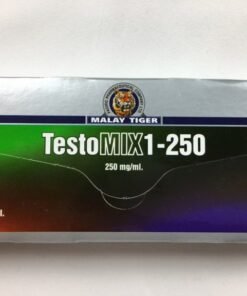 MALAY TIGER
TestoMIX1-250
250 mg/ml.
l.